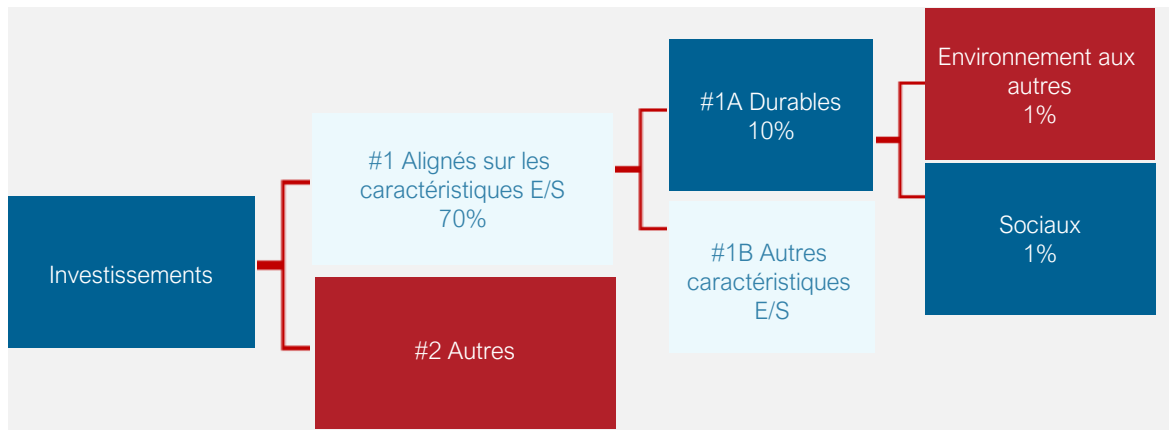 Investissements
#1 Alignés sur les
caractéristiques E/S
70%
#2 Autres
#1A Durables
10%
#1B Autres
caractéristiques
E/S
Environnement aux
autres
1%
Sociaux
1%